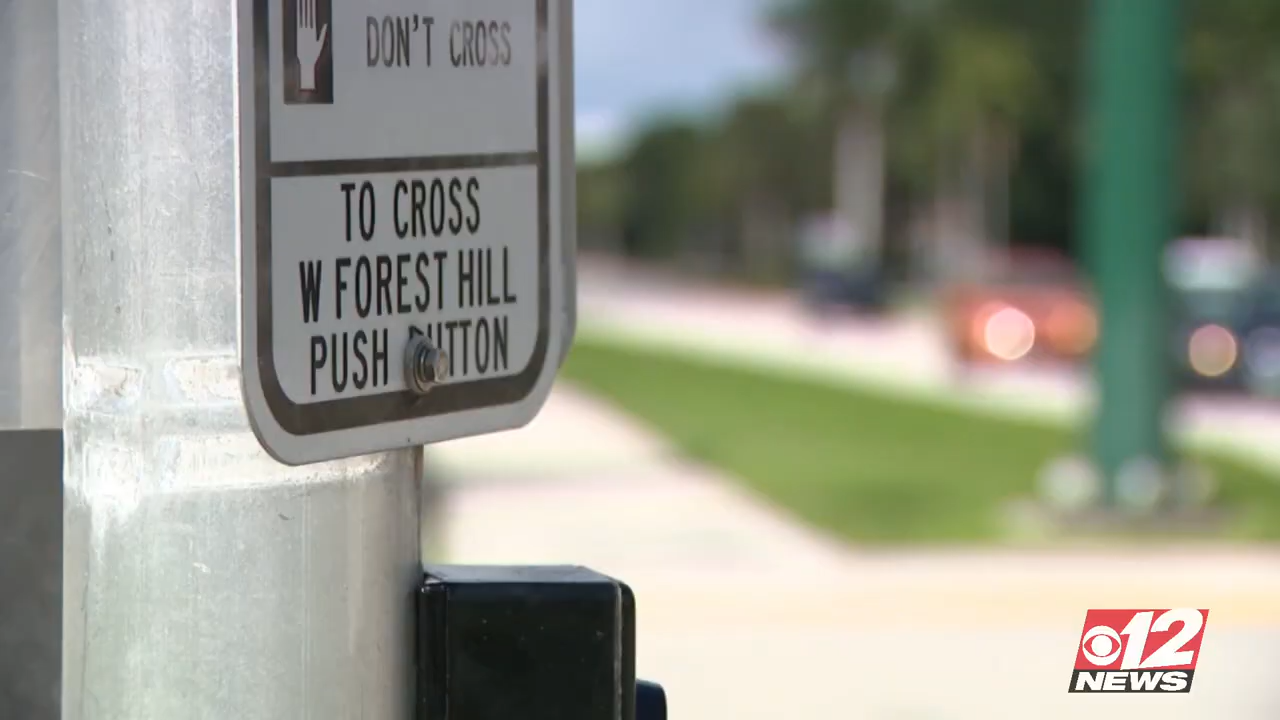 DON'T CROSS
TO CROSS
W FOREST HILL
PUSH BUTTON
12
NEWS